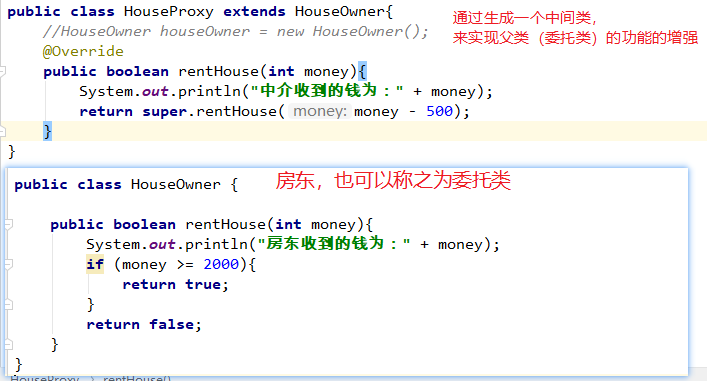 public class HouseProxy extends HouseOwner{
通过生成一个中间类,
//HouseOwner houseOwner = new HouseOwner();
来实现父类（委托类）的功能的增强
@Override
public boolean rentHouse(int money){
System.out.println("中介收到的钱为：" + money);
return super.rentHouse( money: money - 500);
}
}
public class HouseOwner {
房东，也可以称之为委托类
public boolean rentHouse(int money){
System.out.println("房东收到的钱为：" + money);
if (money >= 2000){
return true;
}
return false;
}
}
HouseProxy > rentHouse()